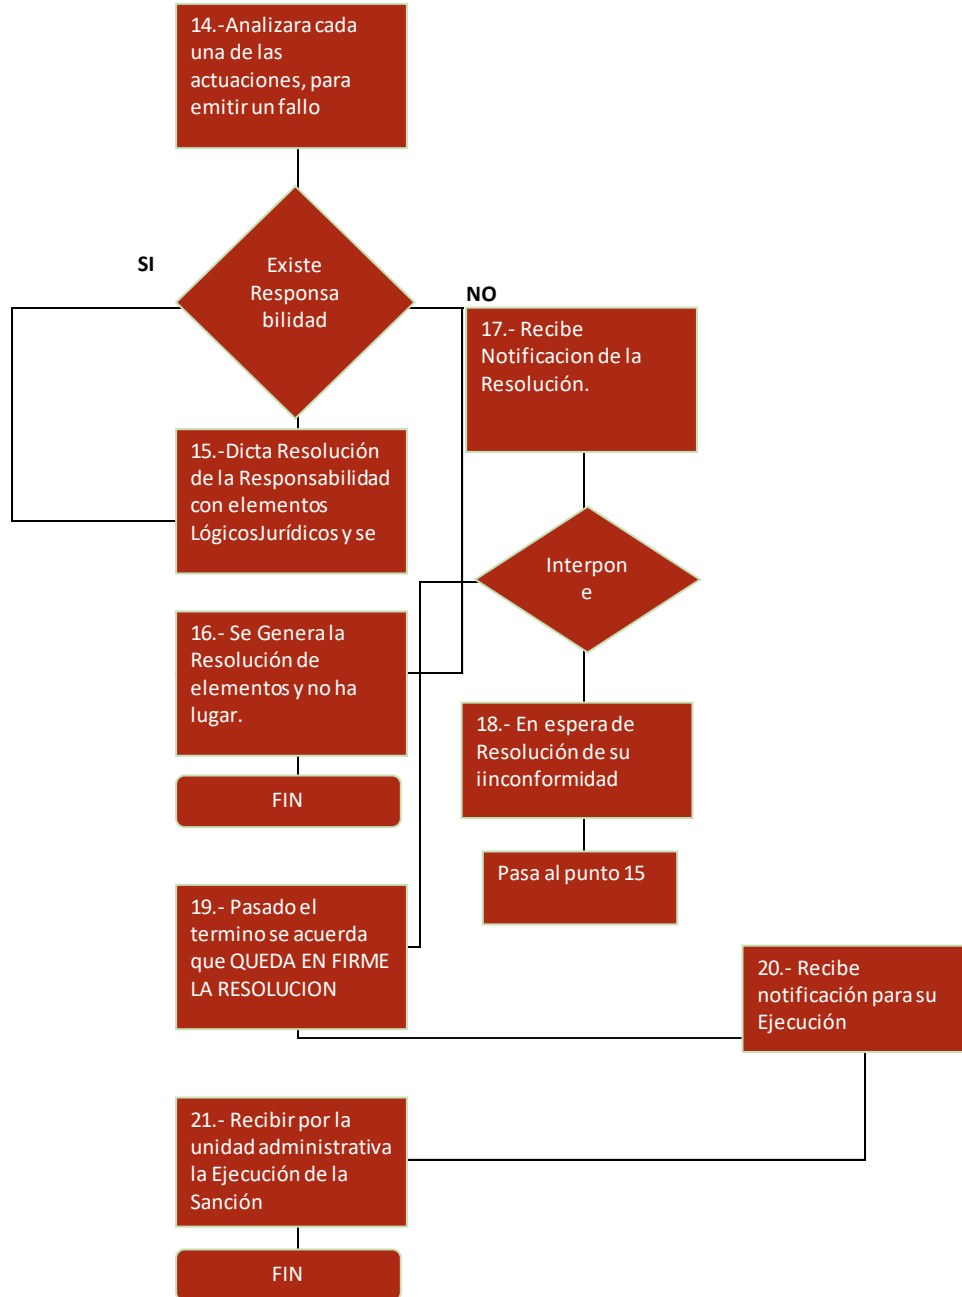 14.-Analizara cada
una de las
actuaciones, para
emitir un fallo
SI
Existe
Responsa
bilidad
NO
17.- Recibe
Notificacion de la
Resolución.
15.-Dicta Resolución
de la Responsabilidad
con elementos
LógicosJurídicos y se
Interpon
e
16.- Se Genera la
Resolución de
elementos y no ha
lugar.
18.- En espera de
Resolución de su
iinconformidad
FIN
Pasa al punto 15
19.- Pasado el
termino se acuerda
que QUEDA EN FIRME
LA RESOLUCION
20.- Recibe
notificación para su
Ejecución
21.- Recibir por la
unidad administrativa
la Ejecución de la
Sanción
FIN